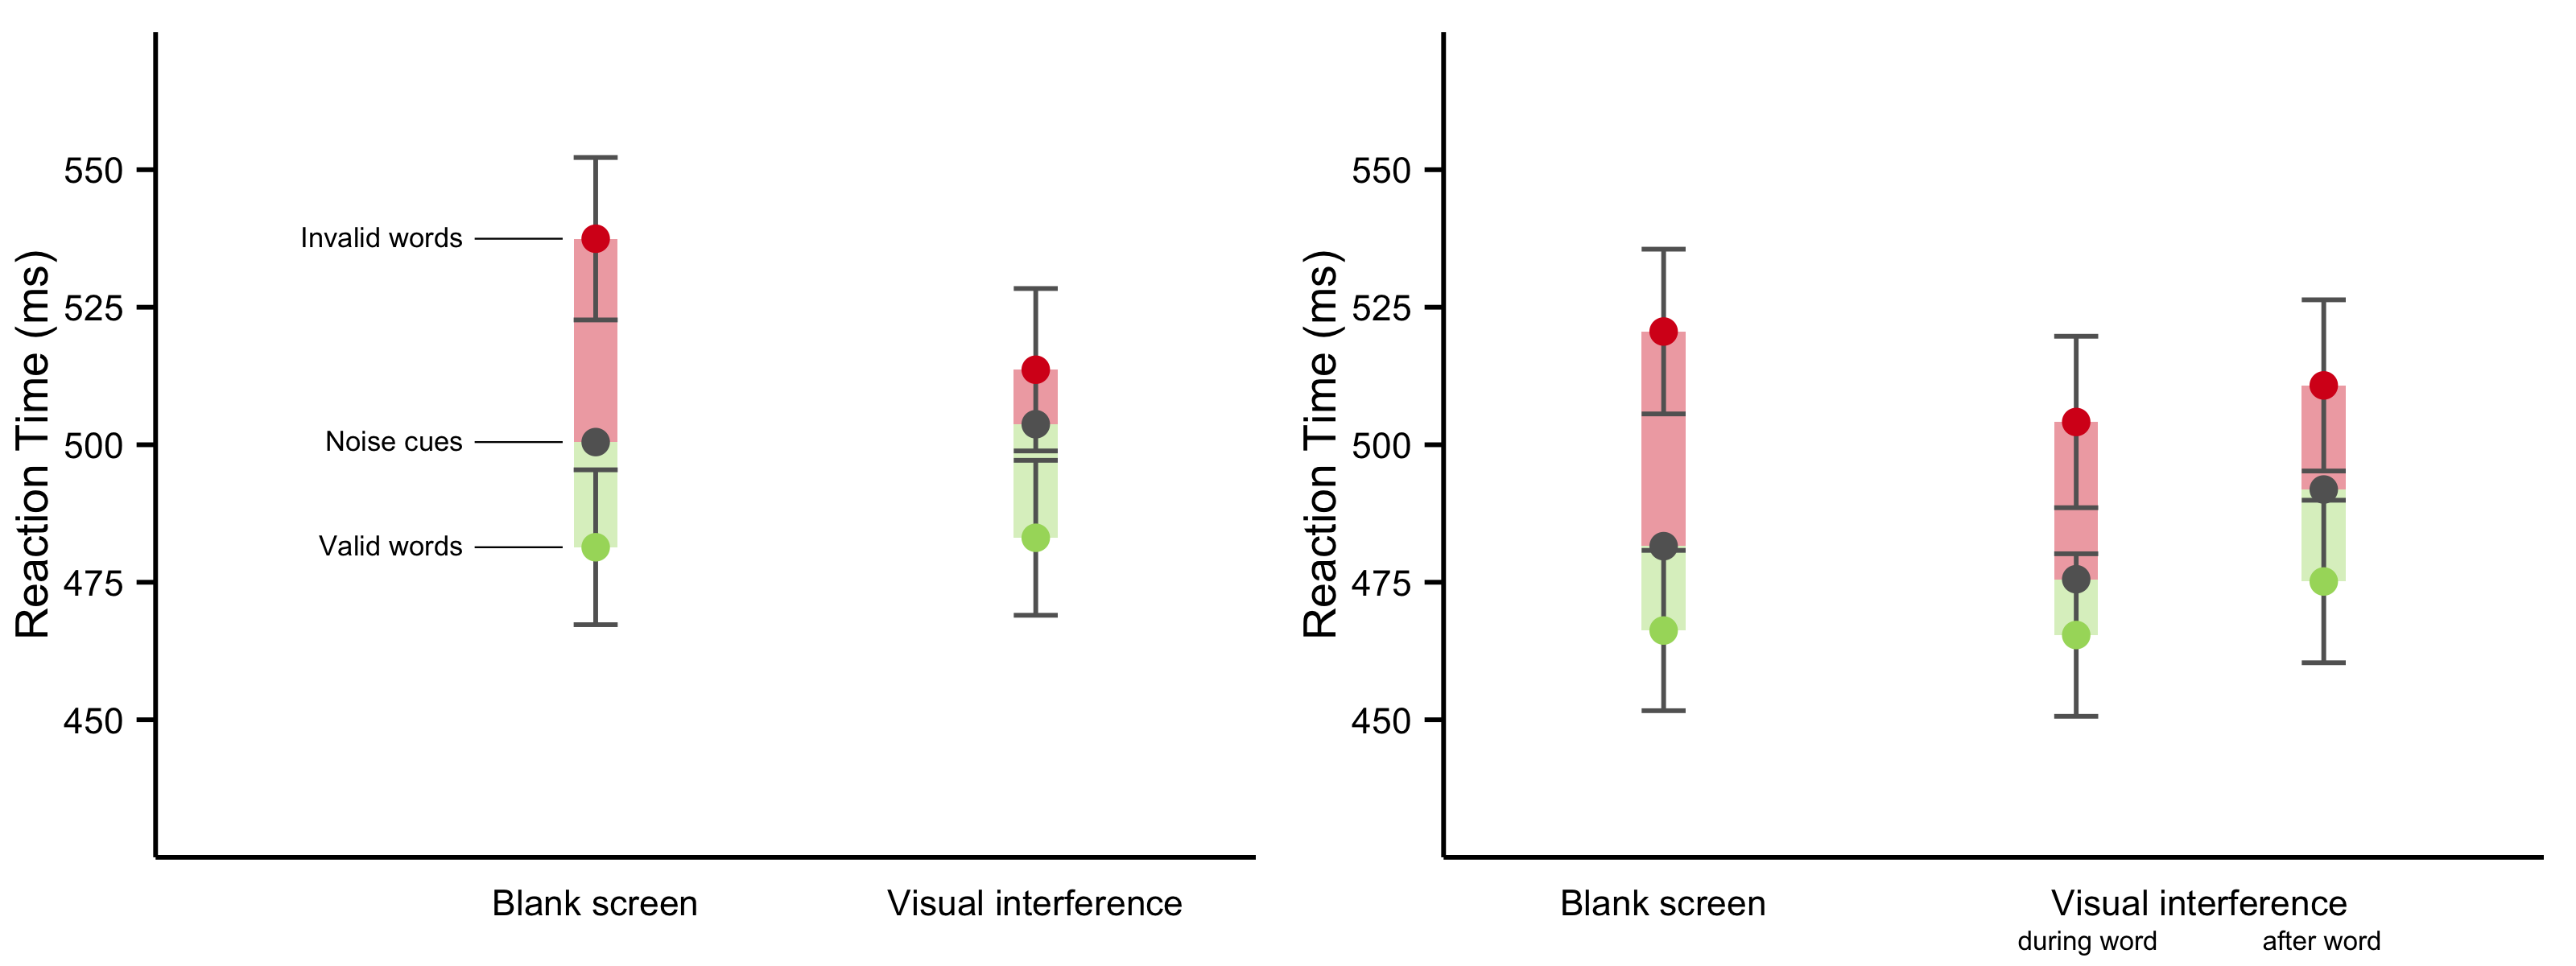 Reaction Time (ms)
550
525
500
475
450
Invalid words
Noise cues
Valid words
Blank screen
Visual interference
Reaction Time (ms)
550
525
500
475
450
Blank screen
Visual interference
during word
after word